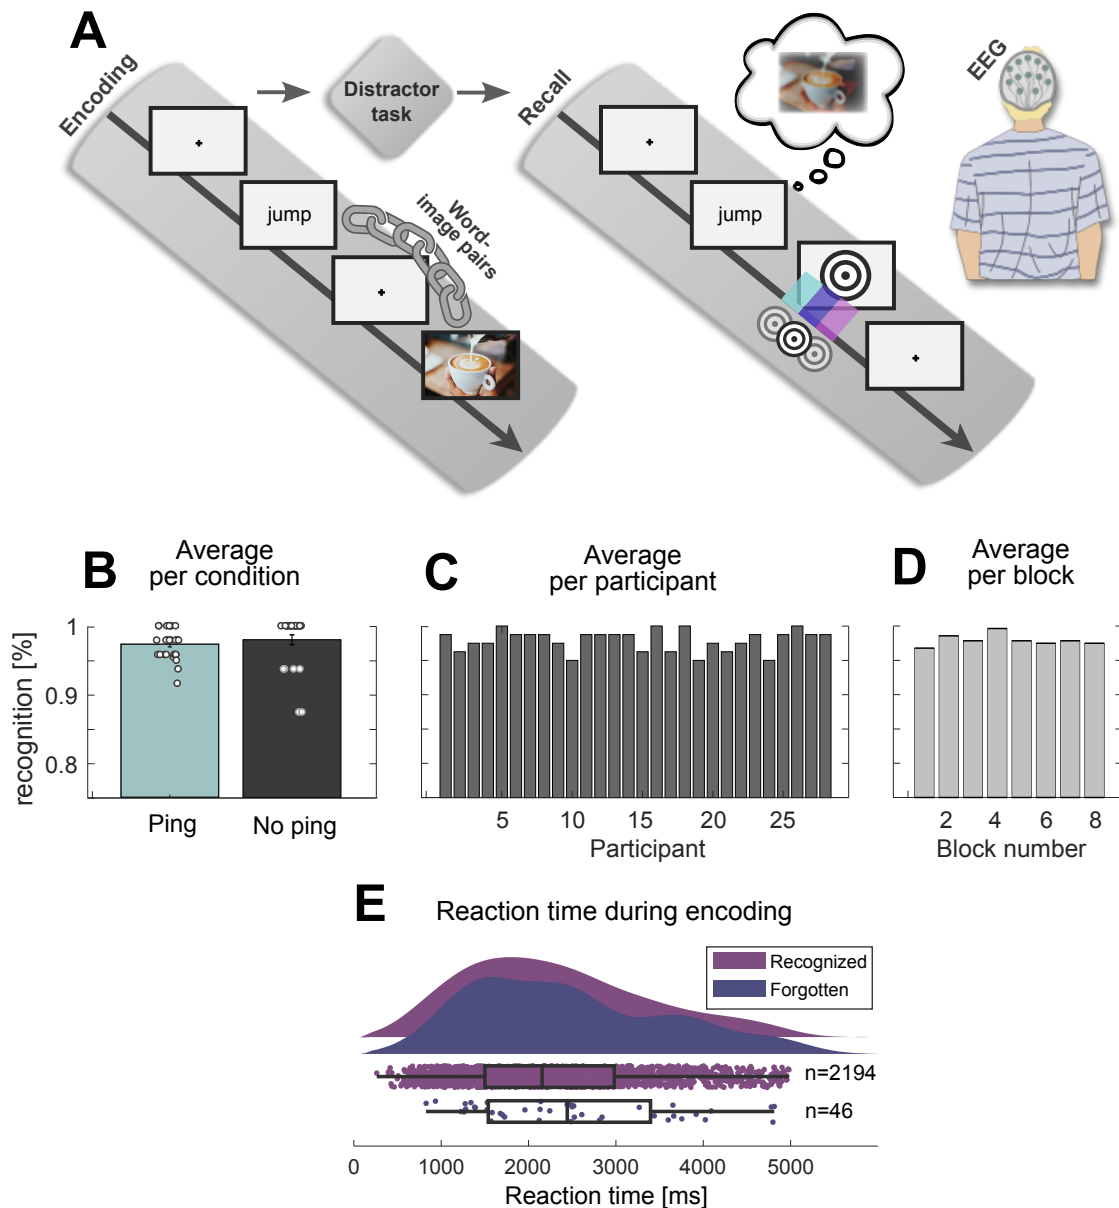 A
Encoding
Distractor
task
Recall
EEG
jump
Word-
image pairs
jump
B
Average
per condition
recognition [%]
1
0.9
0.8
Ping
No ping
C
Average
per participant
5
10
15
20
25
Participant
D
Average
per block
2
4
6
8
Block number
E
Reaction time during encoding
Recognized
Forgotten
n=2194
n=46
0
1000
2000
3000
4000
5000
Reaction time [ms]